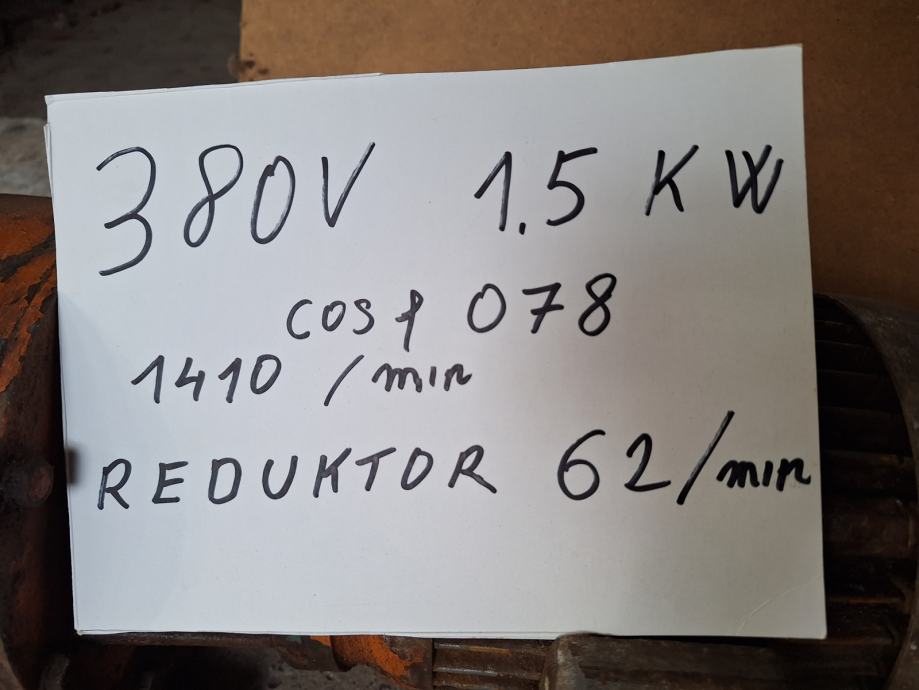 380V 1.5 KW
cos φ 078
1410 /min
REDUKTOR 62/min